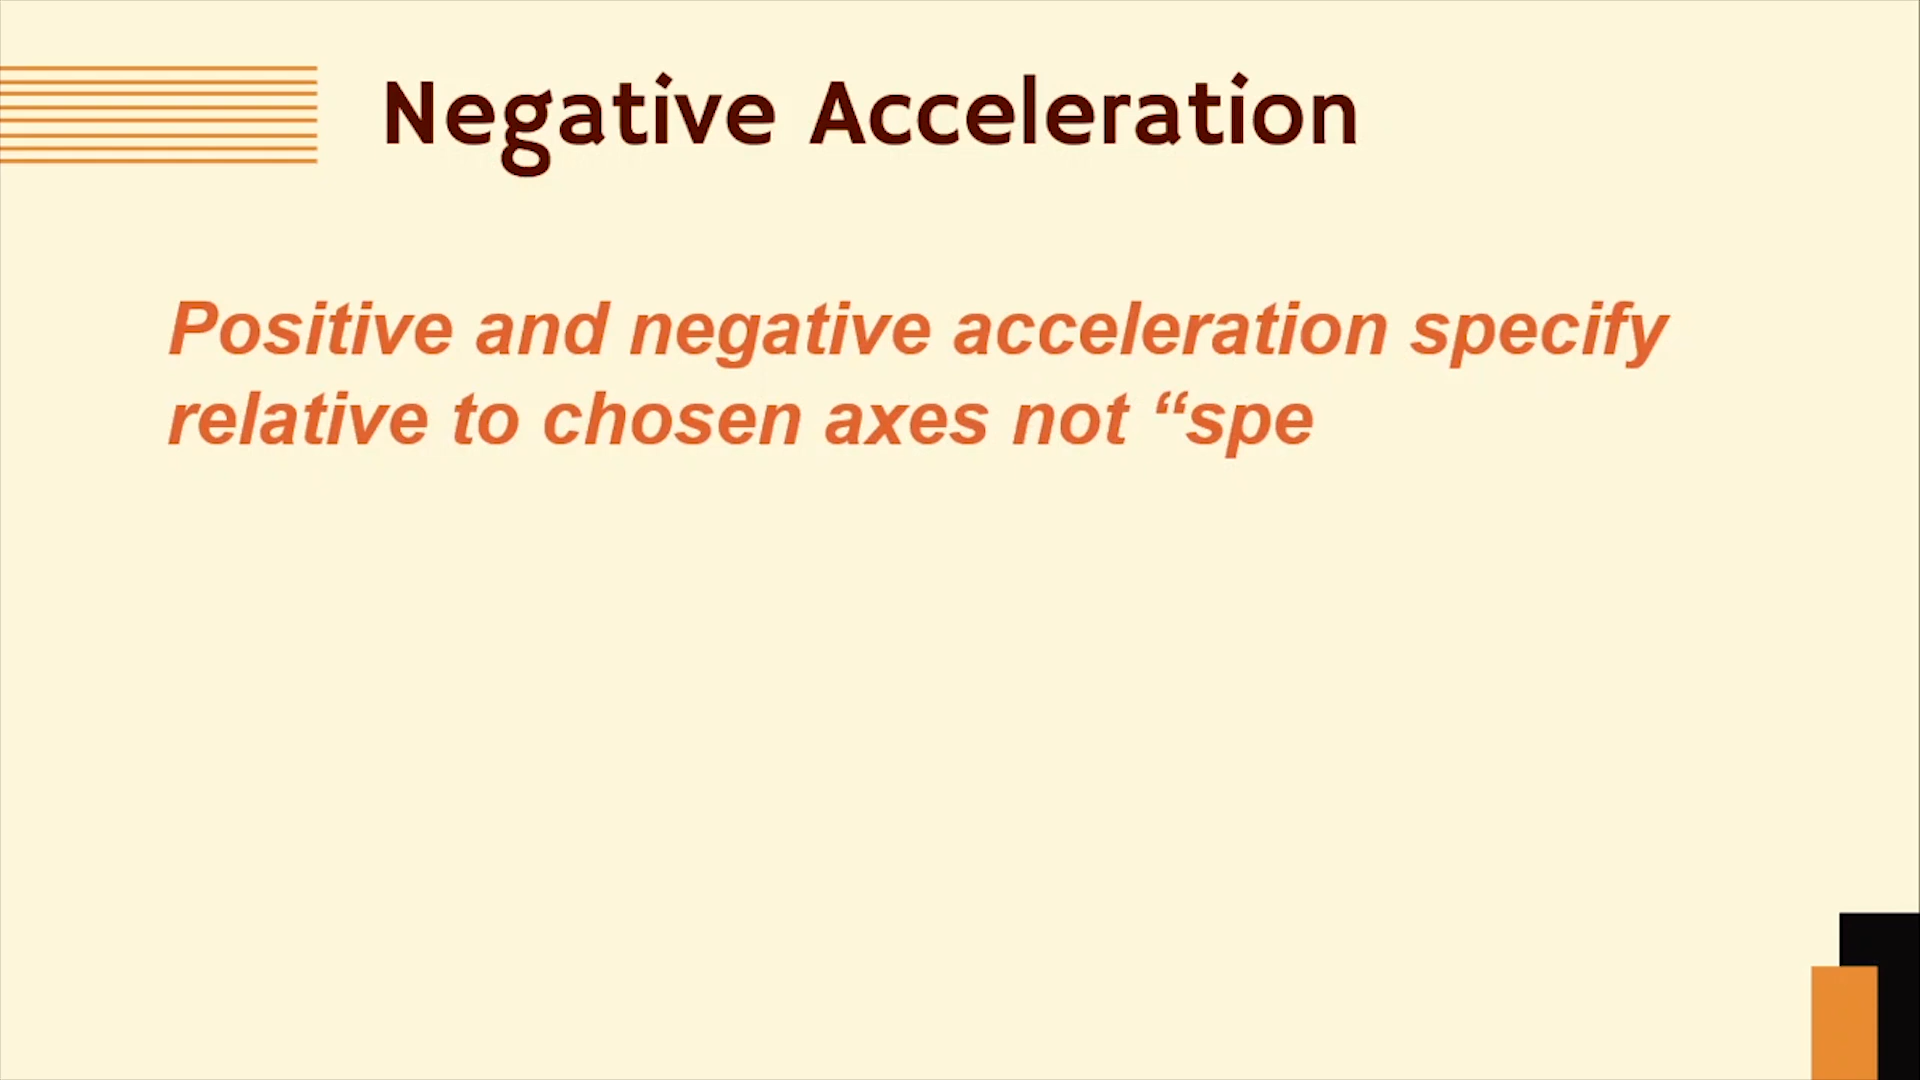 Negative Acceleration
Positive and negative acceleration specify
relative to chosen axes not “spe